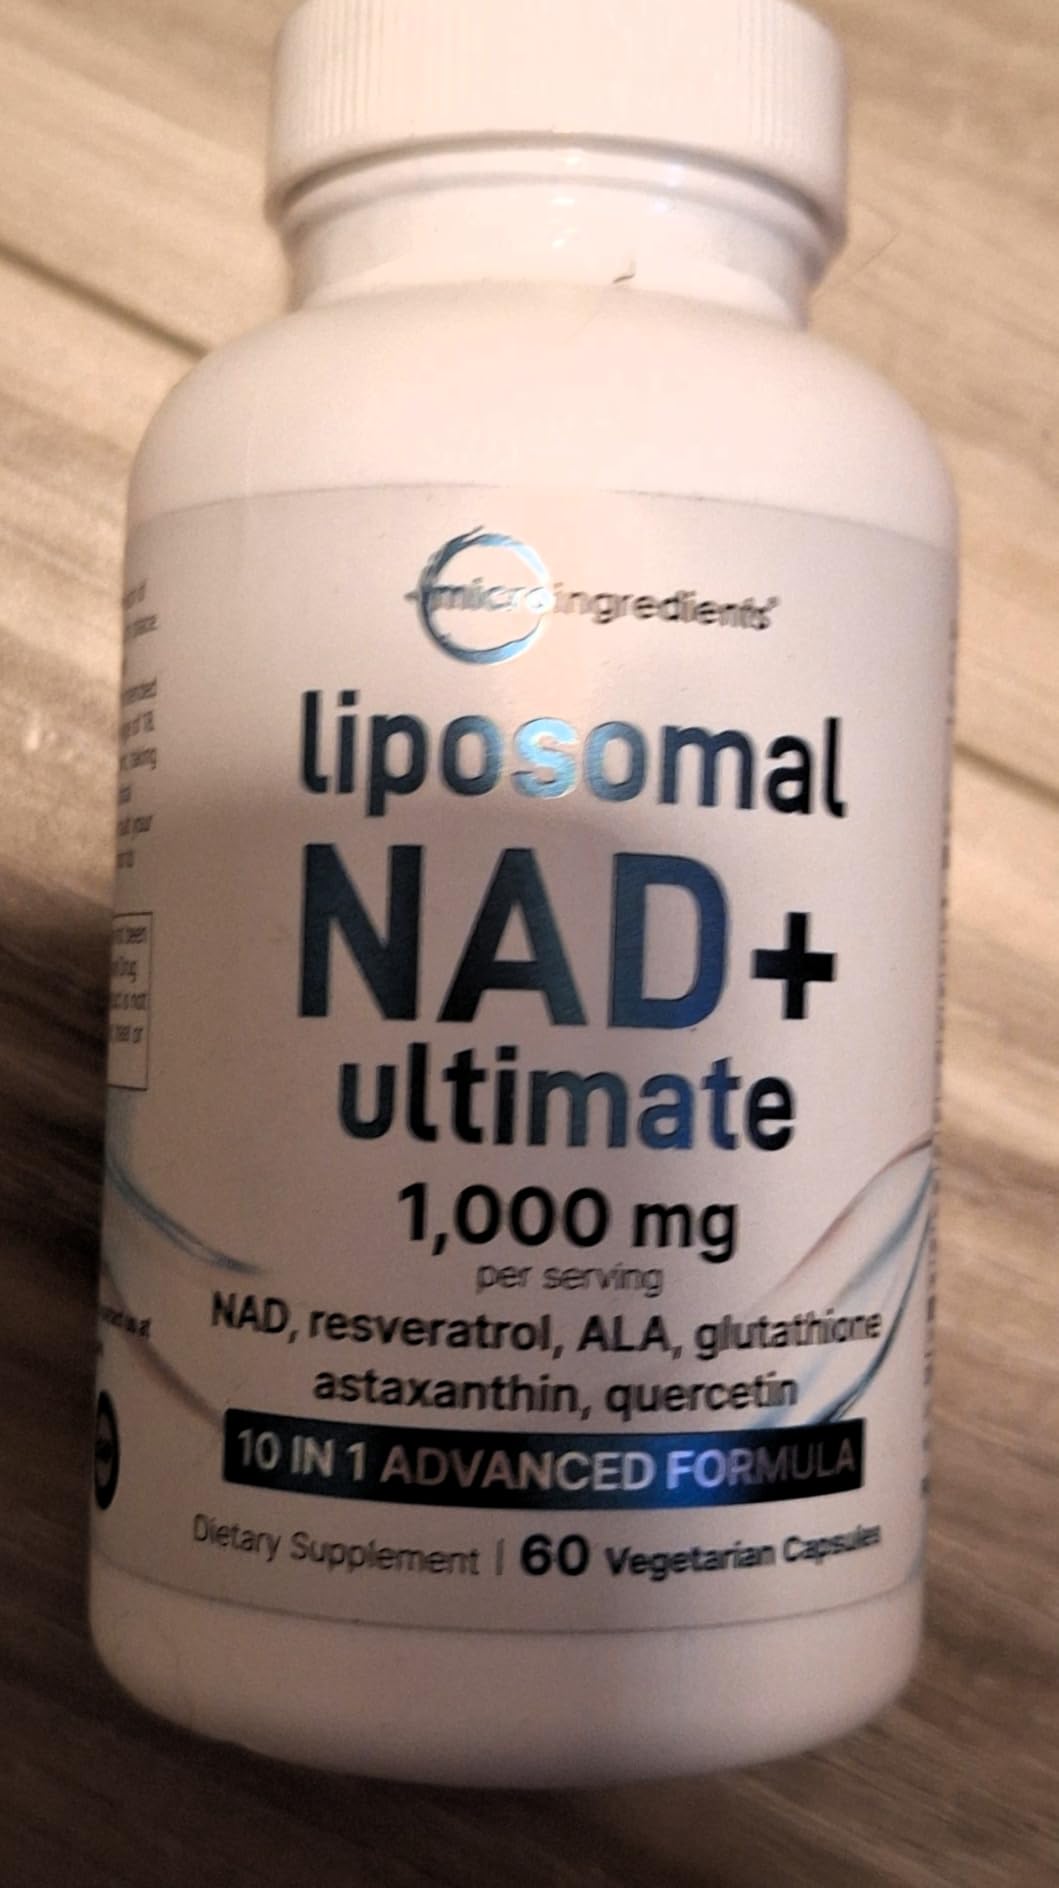 microingredients®
liposomal
NAD+
ultimate
1,000 mg
per serving
NAD, resveratrol, ALA, glutathione
astaxanthin, quercetin
10 IN 1 ADVANCED FORMULA
Dietary Supplement | 60 Vegetarian Capsules